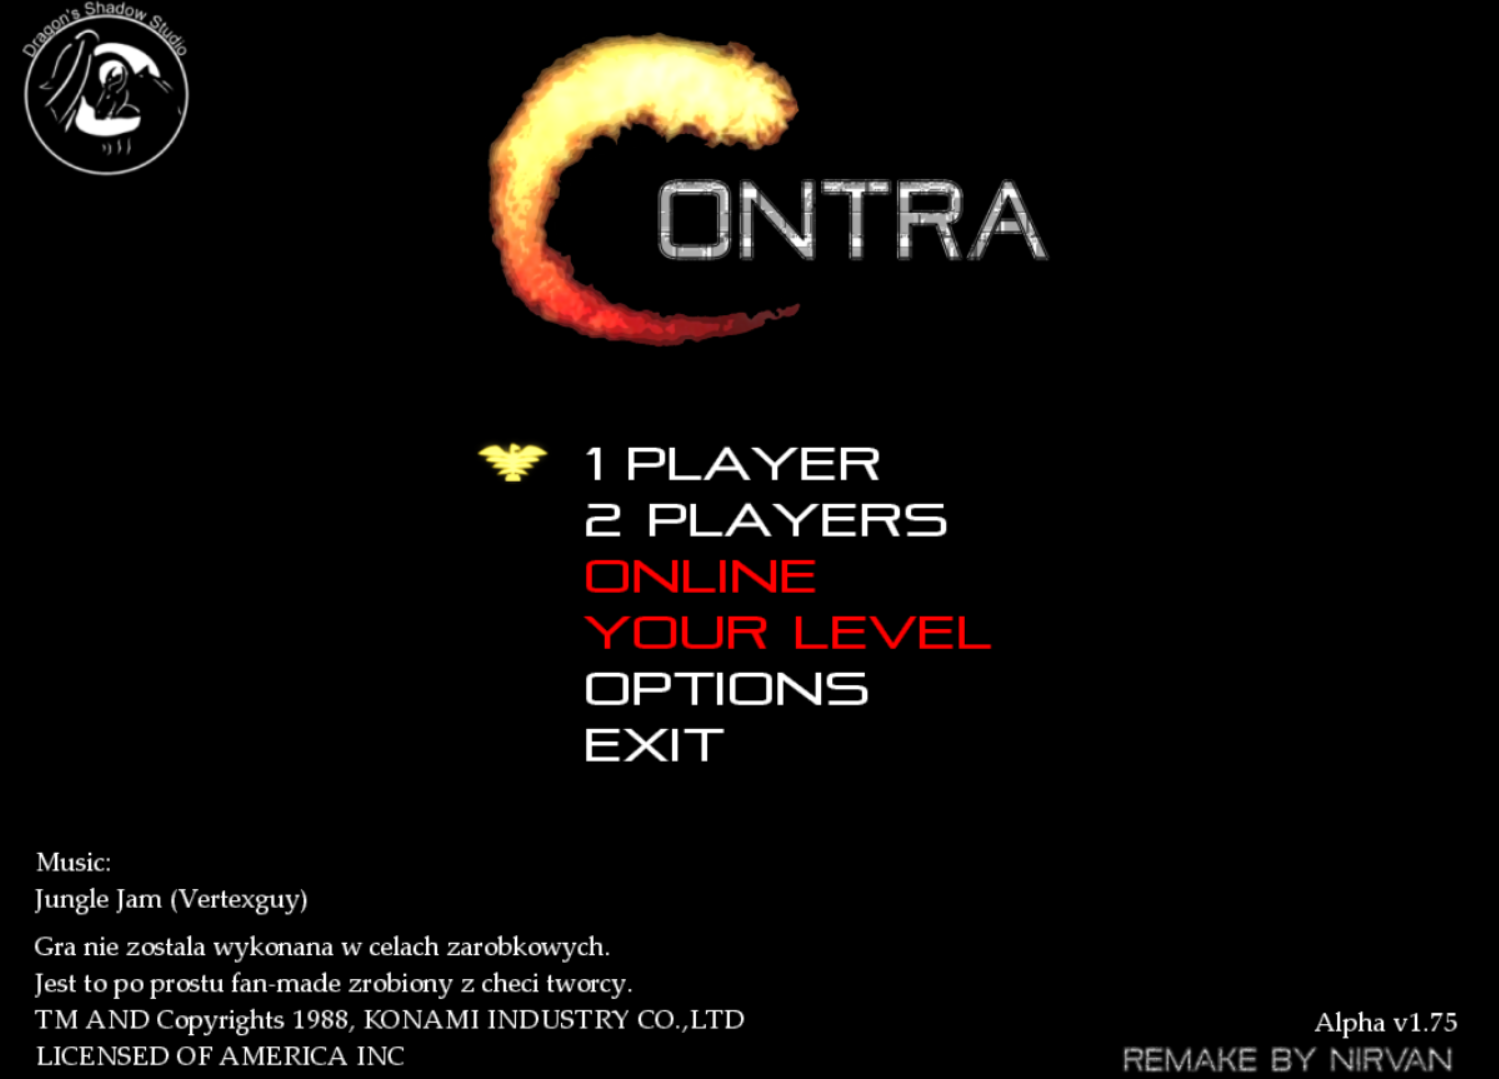 Dragon's Shadow Studio
CONTRA
1 PLAYER
2 PLAYERS
ONLINE
YOUR LEVEL
OPTIONS
EXIT
Music:
Jungle Jam (Vertexguy)
Gra nie zostala wykonana w celach zarobkowych.
Jest to po prostu fan-made zrobiony z checi tworcy.
TM AND Copyrights 1988, KONAMI INDUSTRY CO.,LTD
LICENSED OF AMERICA INC
Alpha v1.75
REMAKE BY NIRVAN